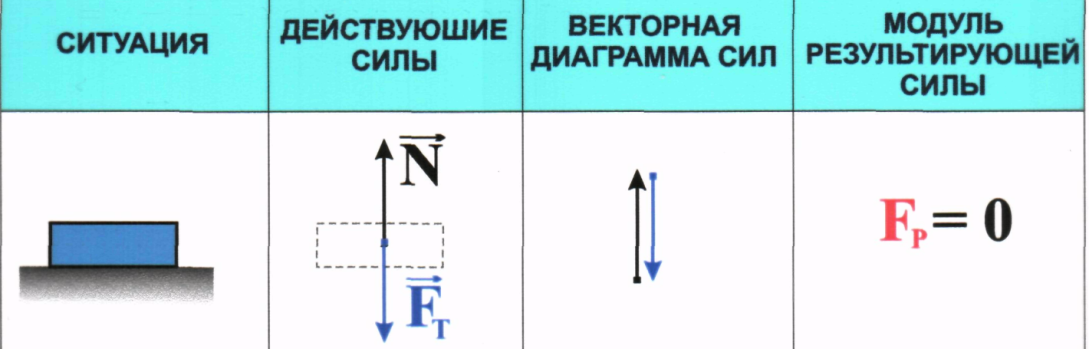 СИТУАЦИЯ
ДЕЙСТВУЮШИЕ
СИЛЫ
ВЕКТОРНАЯ
ДИАГРАММА СИЛ
МОДУЛЬ
РЕЗУЛЬТИРУЮЩЕЙ
СИЛЫ
N
Fт
Fр = 0